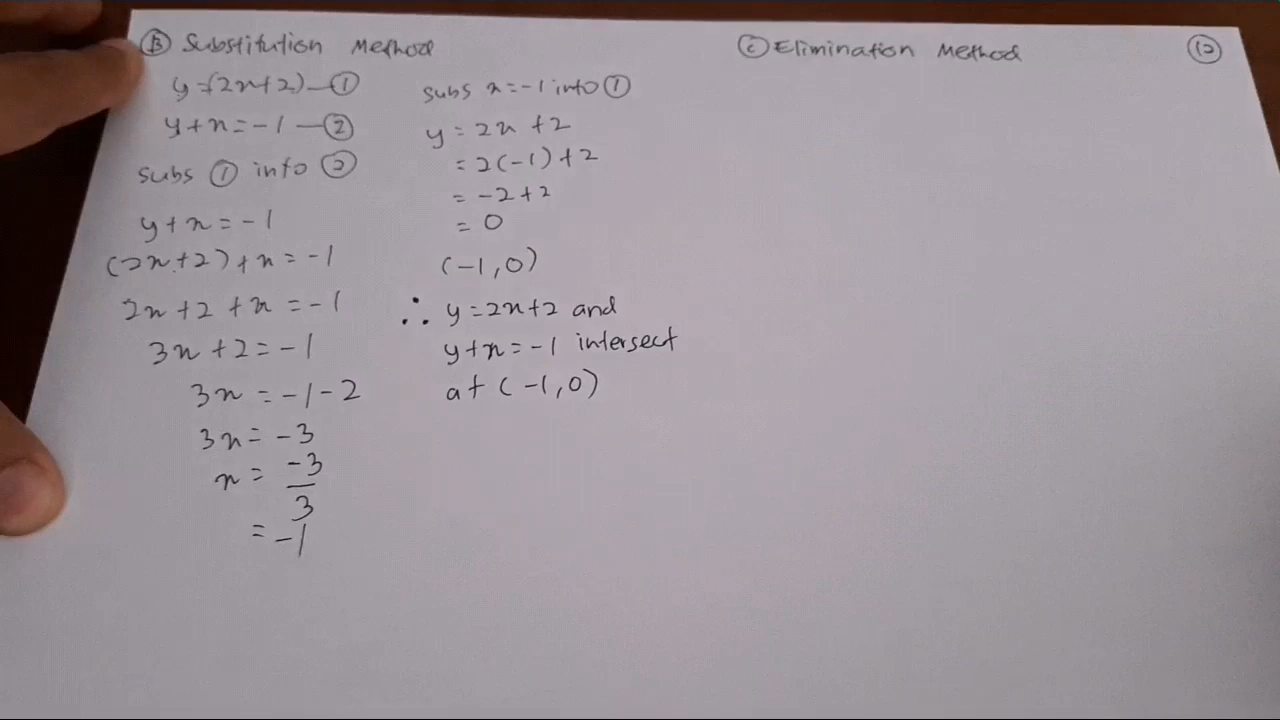 Ⓑ Substitution Method
y=(2x+2)—①
y+x=-1—②
subs ① into ②
y+x=-1
(2x+2)+x=-1
2x+2+x=-1
3x+2=-1
3x=-1-2
3x=-3
x=-3/3
=-1
subs x=-1 into ①
y=2x+2
=2(-1)+2
=-2+2
=0
(-1,0)
∴ y=2x+2 and
y+x=-1 intersect
at (-1,0)
Ⓒ Elimination Method
⑫